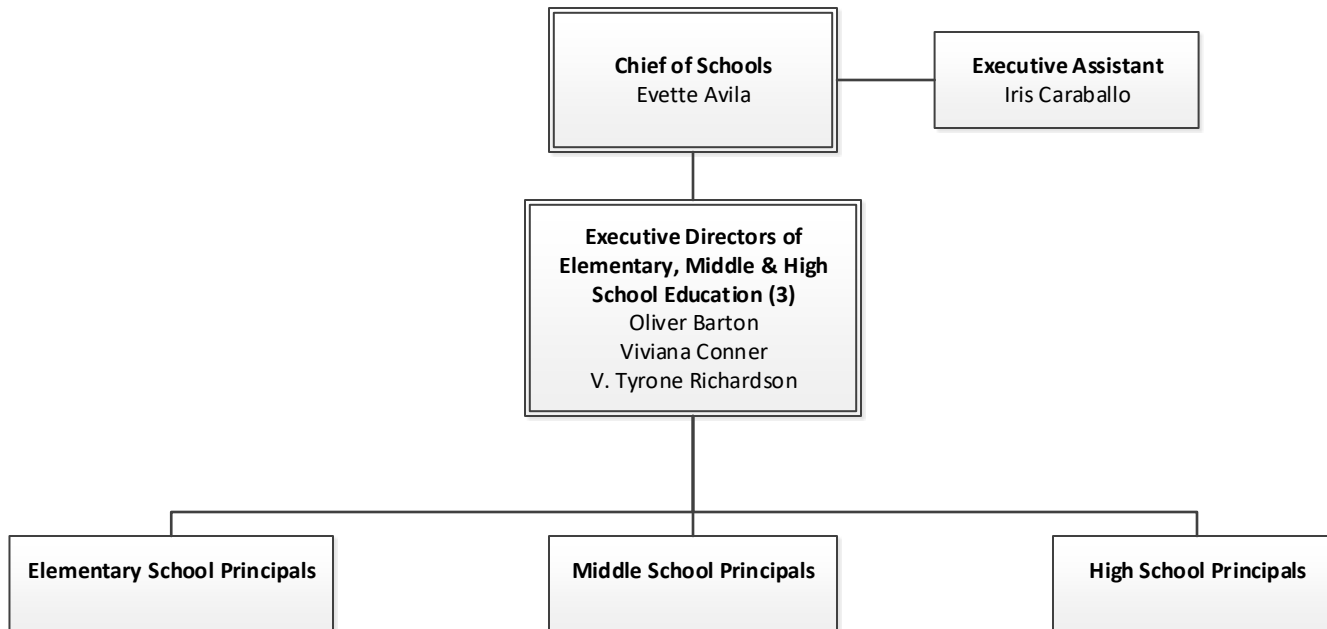 Chief of Schools
Evette Avila
Executive Assistant
Iris Caraballo
Executive Directors of
Elementary, Middle & High
School Education (3)
Oliver Barton
Viviana Conner
V. Tyrone Richardson
Elementary School Principals
Middle School Principals
High School Principals